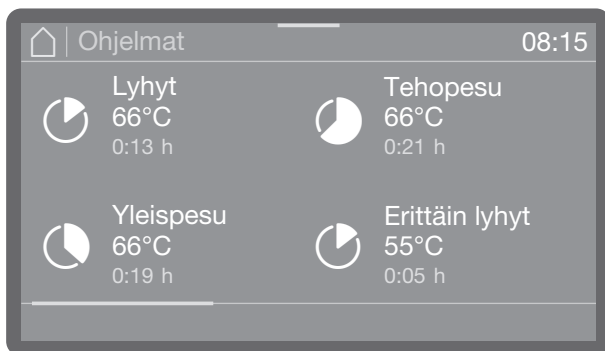 Ohjelmat 08:15
Lyhyt
66°C
0:13 h
Tehopesu
66°C
0:21 h
Yleispesu
66°C
0:19 h
Erittäin lyhyt
55°C
0:05 h